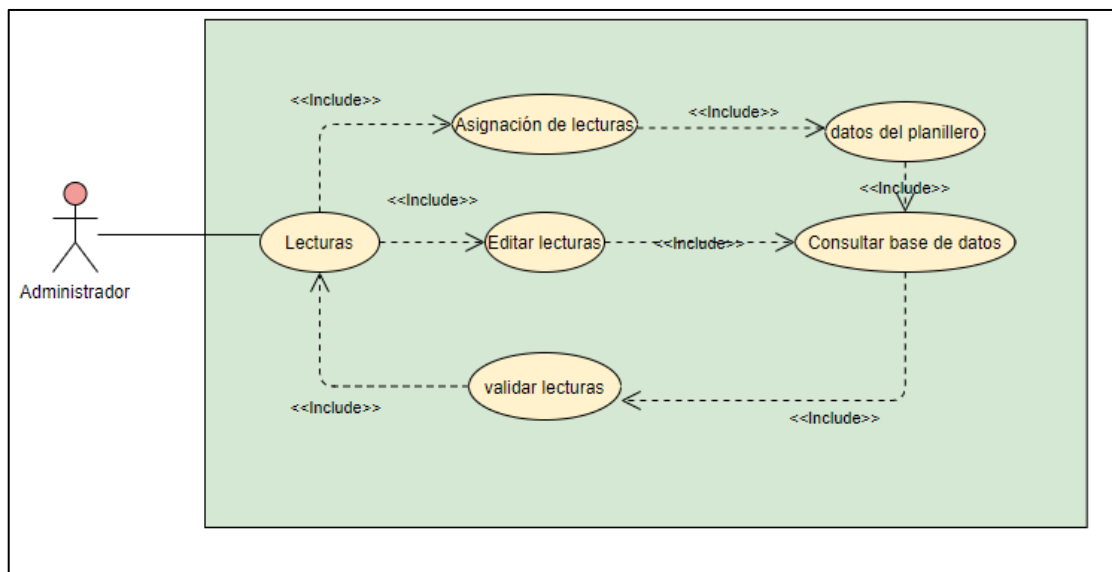 <<Include>>
Asignación de lecturas
<<Include>>
datos del planillero
<<Include>>
<<Include>>
Lecturas
Editar lecturas
<<Include>>
Consultar base de datos
Administrador
validar lecturas
<<Include>>
<<Include>>